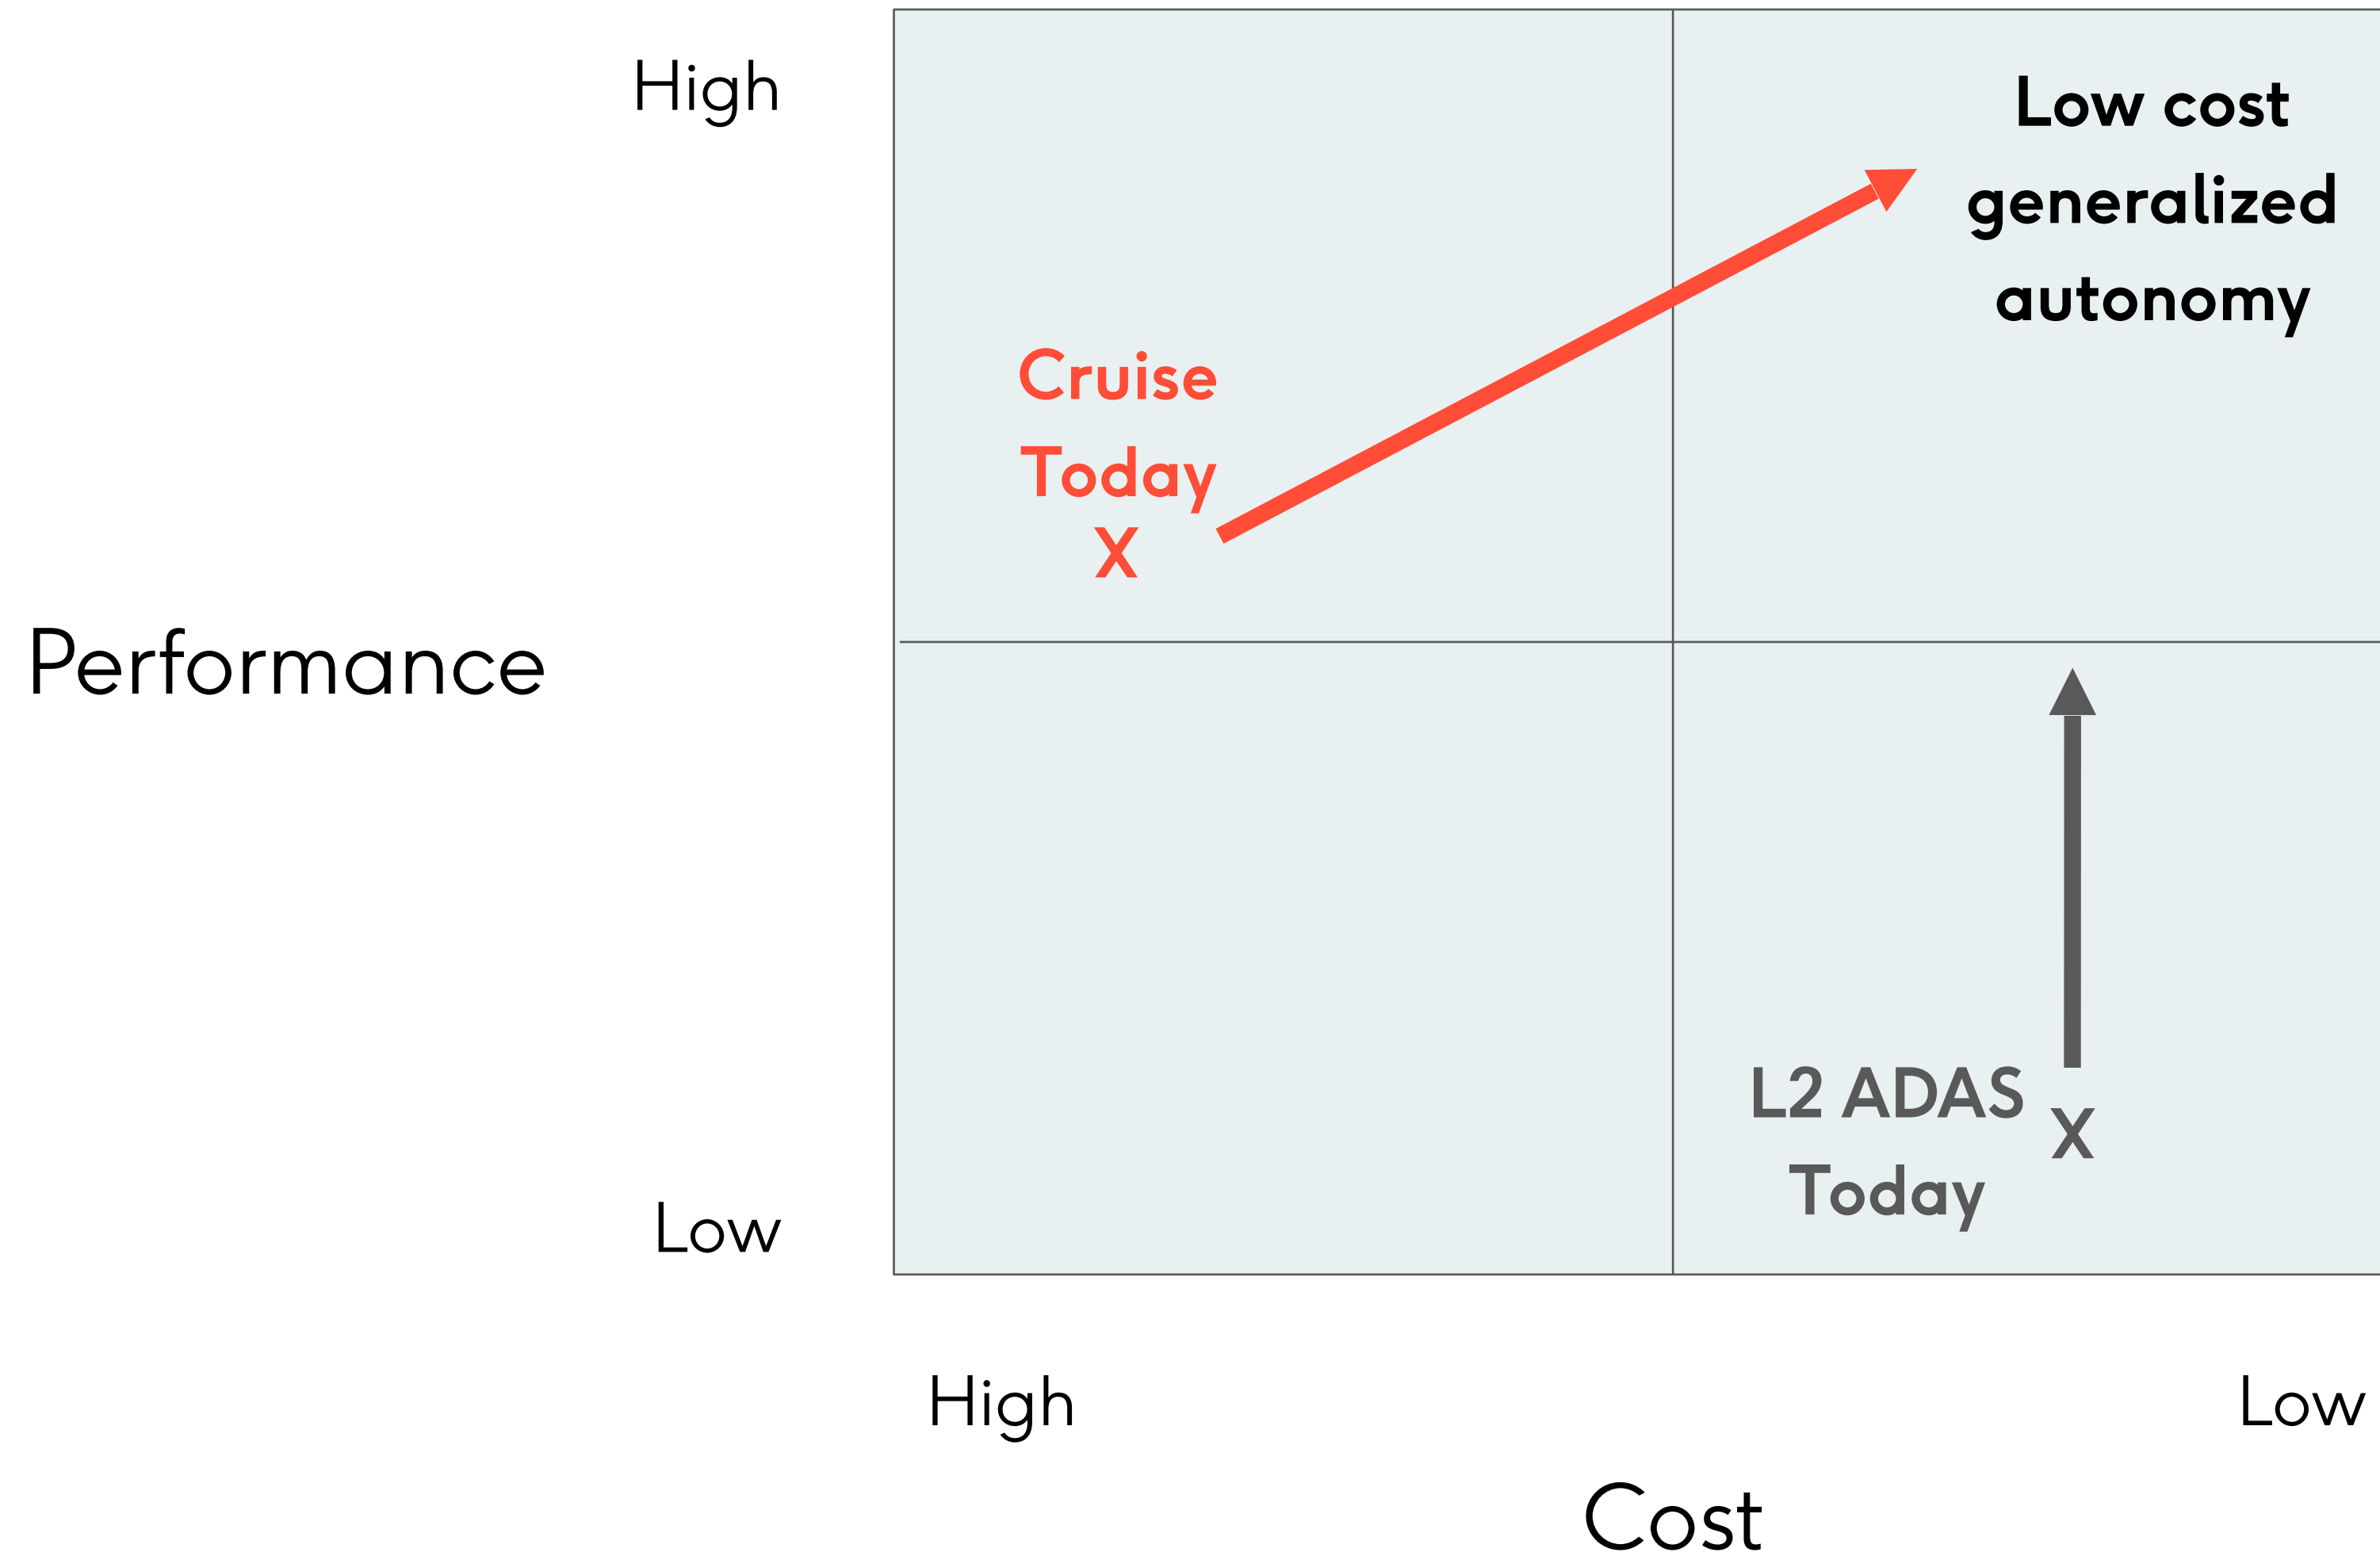 High
Low cost
generalized
autonomy
Cruise
Today
X
Performance
L2 ADAS
X
Today
Low
High
Low
Cost